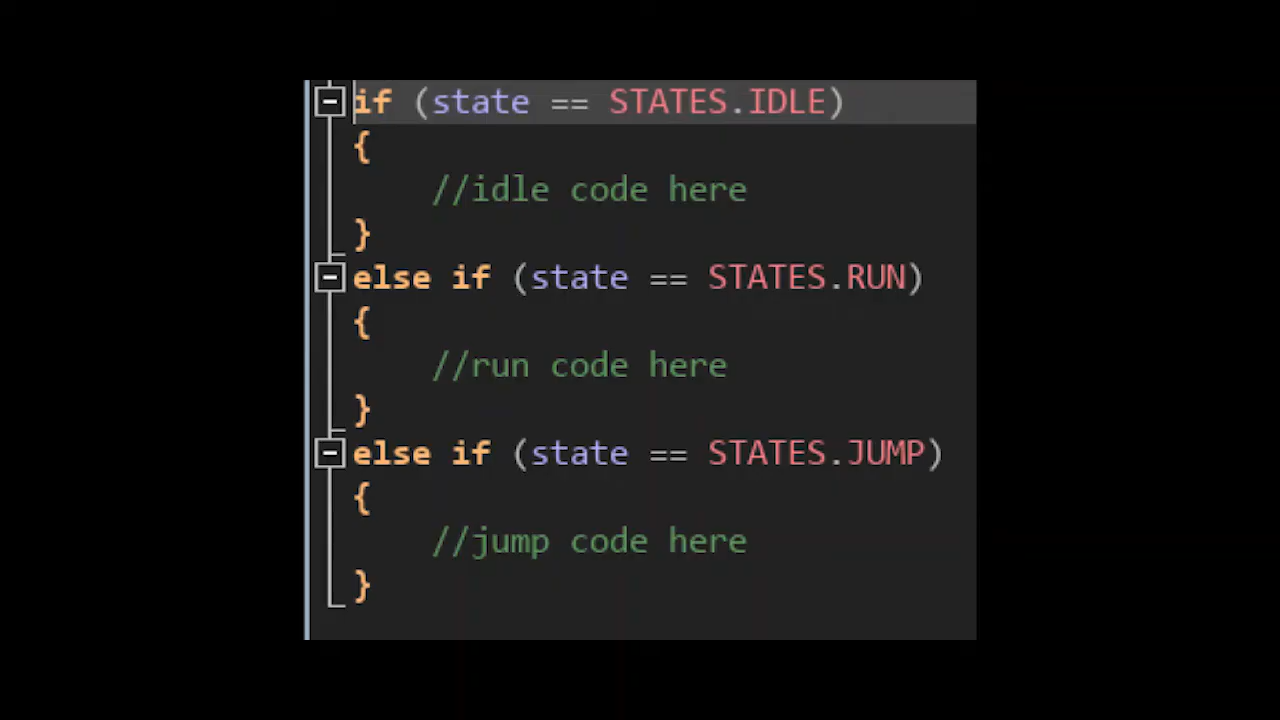 if (state == STATES.IDLE)
{
    //idle code here
}
else if (state == STATES.RUN)
{
    //run code here
}
else if (state == STATES.JUMP)
{
    //jump code here
}